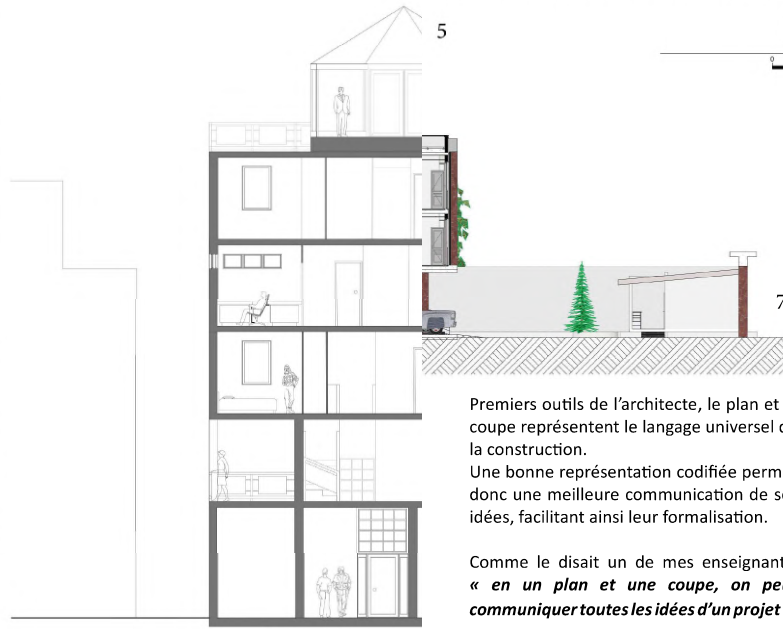 5
0
7
Premiers outils de l’architecte, le plan et
coupe représentent le langage universel
la construction.
Une bonne représentation codifiée perm
donc une meilleure communication de
idées, facilitant ainsi leur formalisation.
Comme le disait un de mes enseignant
« en un plan et une coupe, on peu
communiquer toutes les idées d’un projet